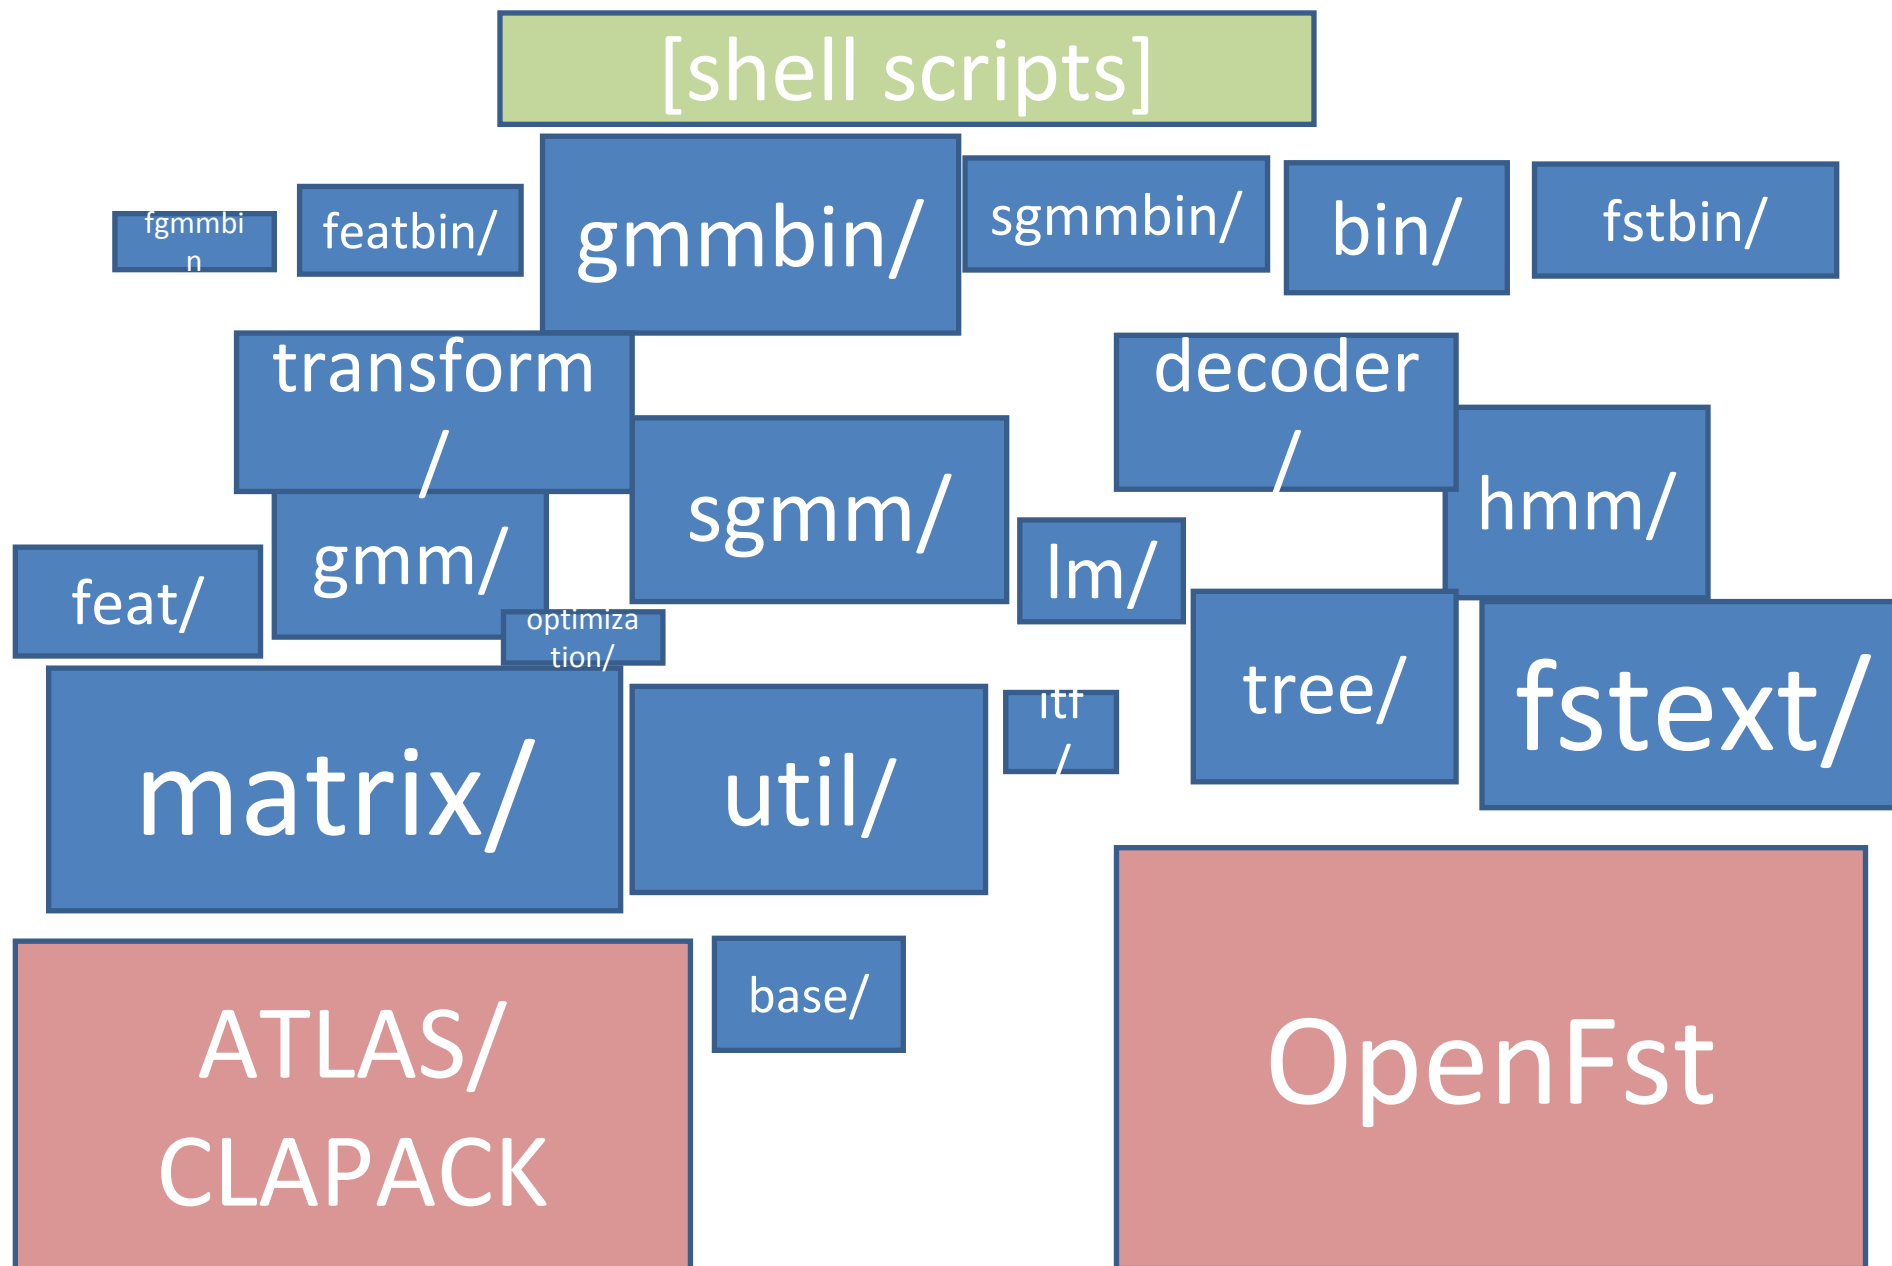 [shell scripts]
fgmmbi
n
featbin/
gmmbin/
sgmmbin/
bin/
fstbin/
transform
/
decoder
/
sgmm/
hmm/
gmm/
lm/
feat/
optimiza
tion/
tree/
fstext/
matrix/
util/
itf
/
ATLAS/
CLAPACK
base/
OpenFst